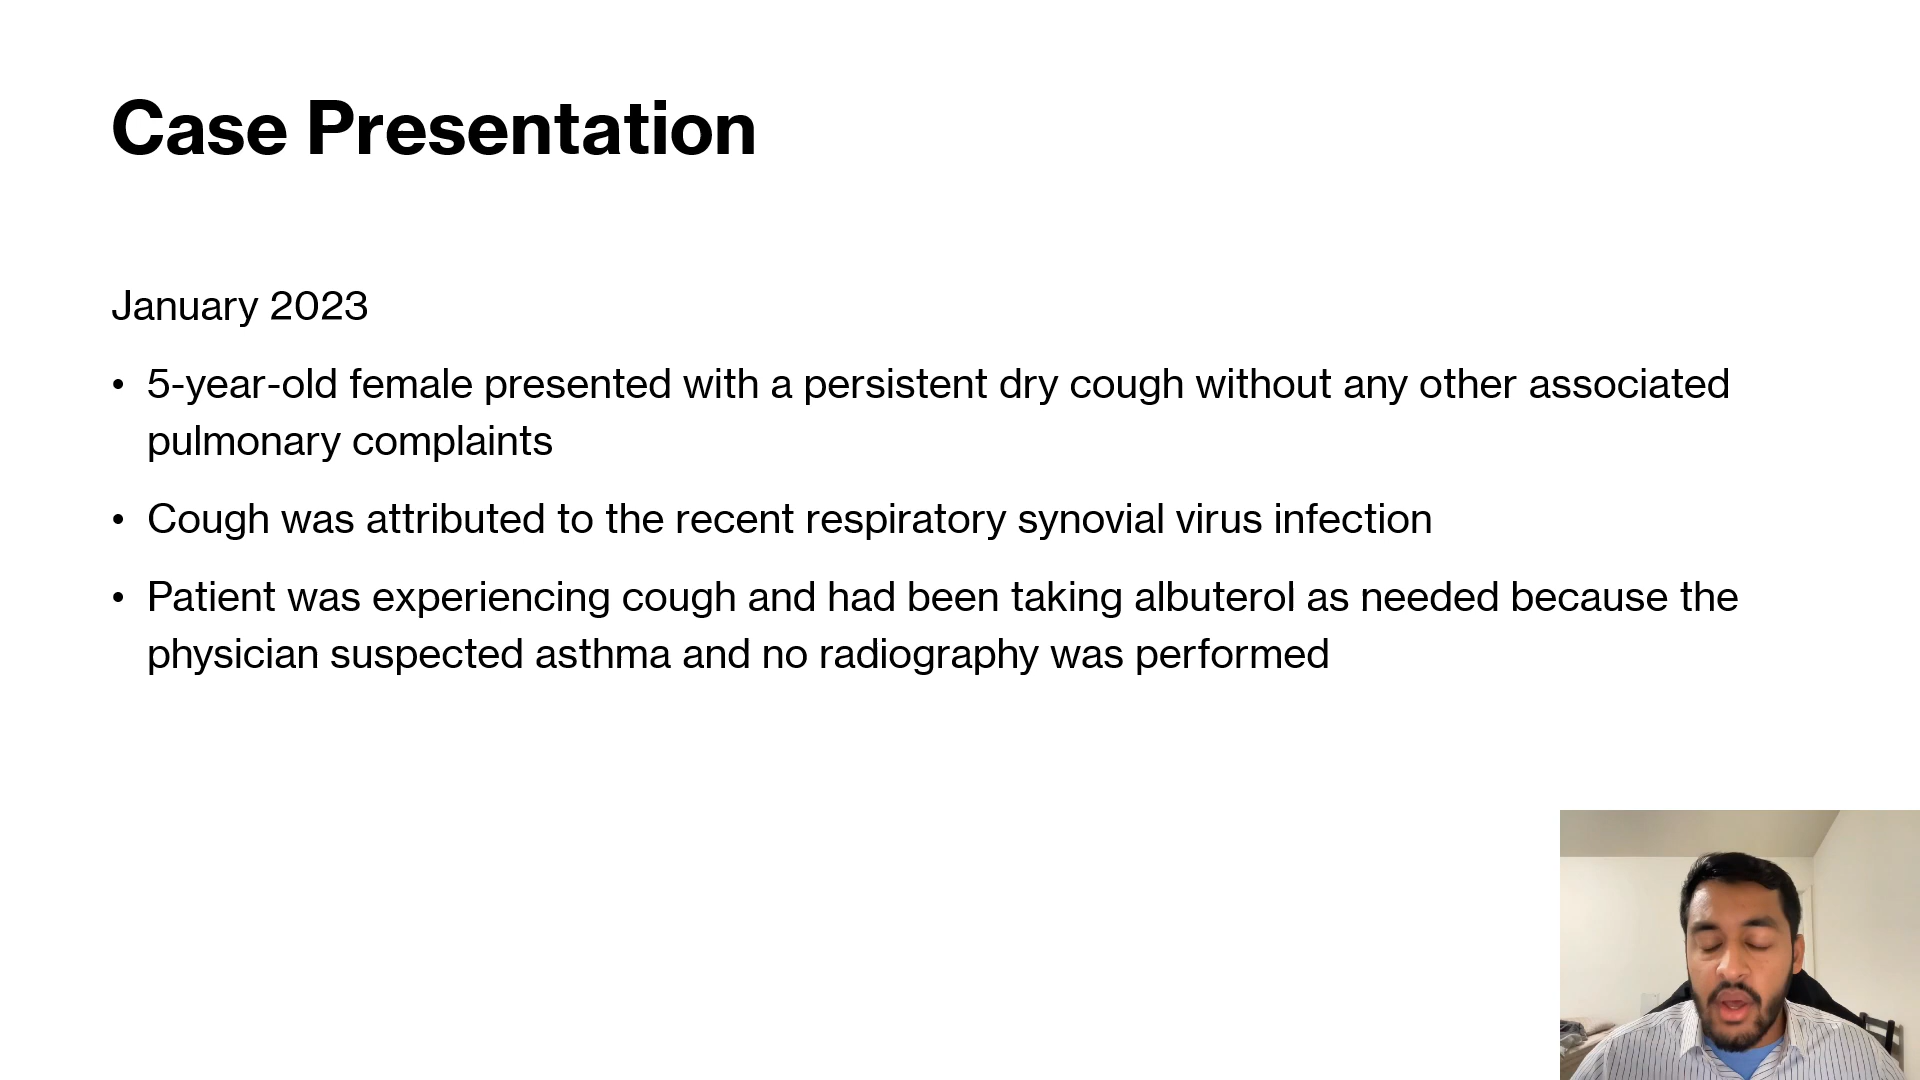 Case Presentation
January 2023
• 5-year-old female presented with a persistent dry cough without any other associated
pulmonary complaints
• Cough was attributed to the recent respiratory synovial virus infection
• Patient was experiencing cough and had been taking albuterol as needed because the
physician suspected asthma and no radiography was performed